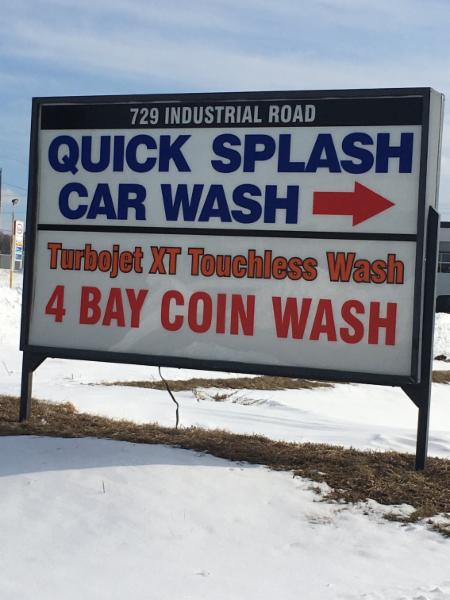 729 INDUSTRIAL ROAD
QUICK SPLASH
CAR WASH
Turbojet XT Touchless Wash
4 BAY COIN WASH